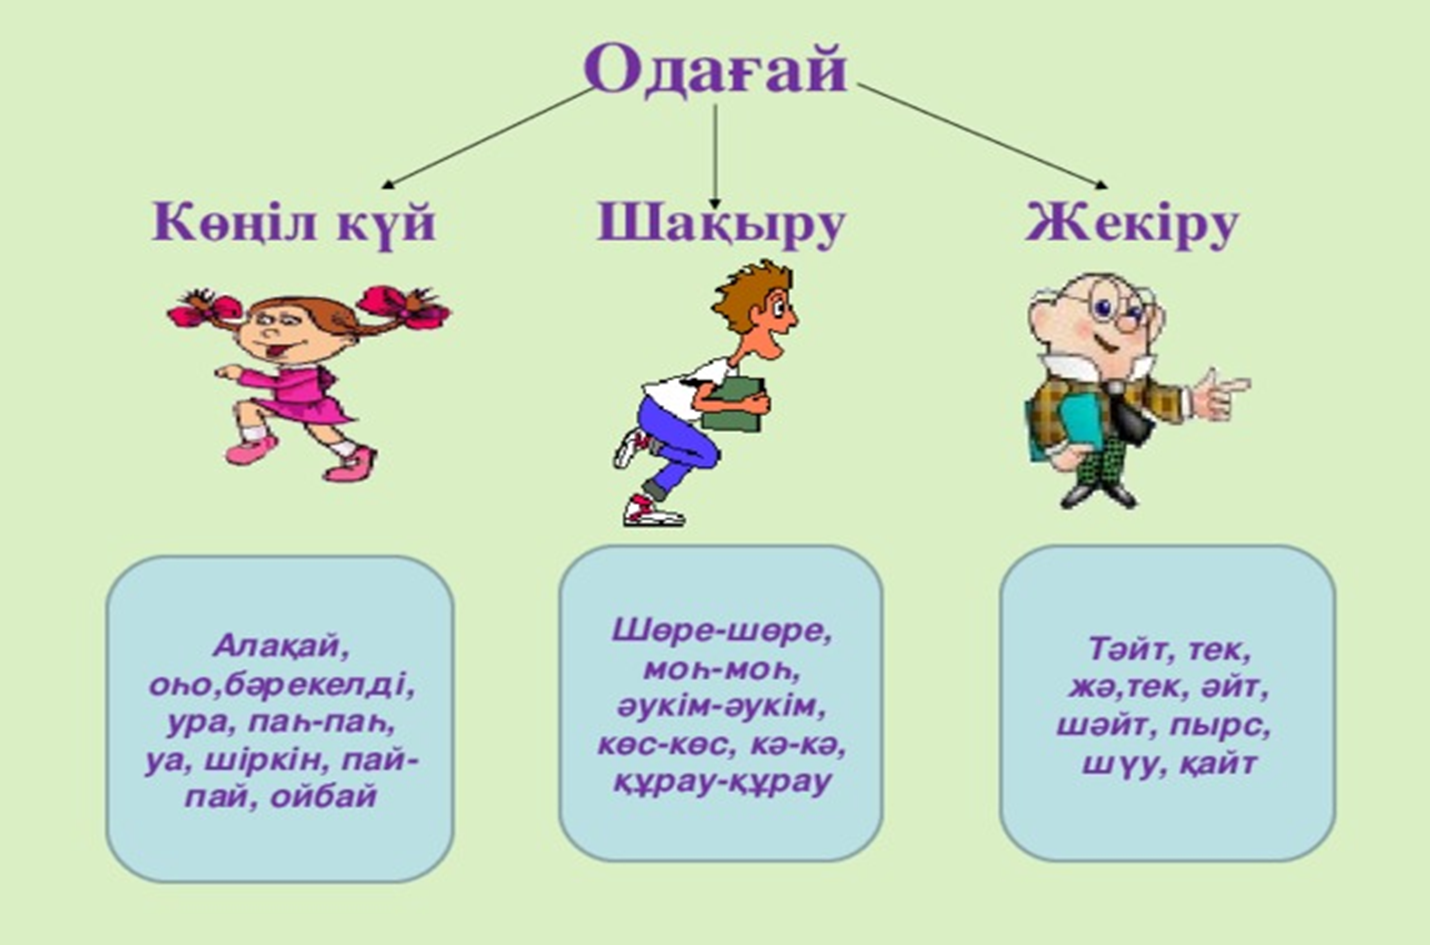 Одағай
Көңіл күй
Шақыру
Жекіру
Алақай,
оһо,бәрекелді,
ура, паһ-паһ,
уа, шіркін, пай-
пай, ойбай
Шөре-шөре,
моһ-моһ,
әукім-әукім,
көс-көс, кә-кә,
құрау-құрау
Тәйт, тек,
жә,тек, әйт,
шәйт, пырс,
шүу, қайт